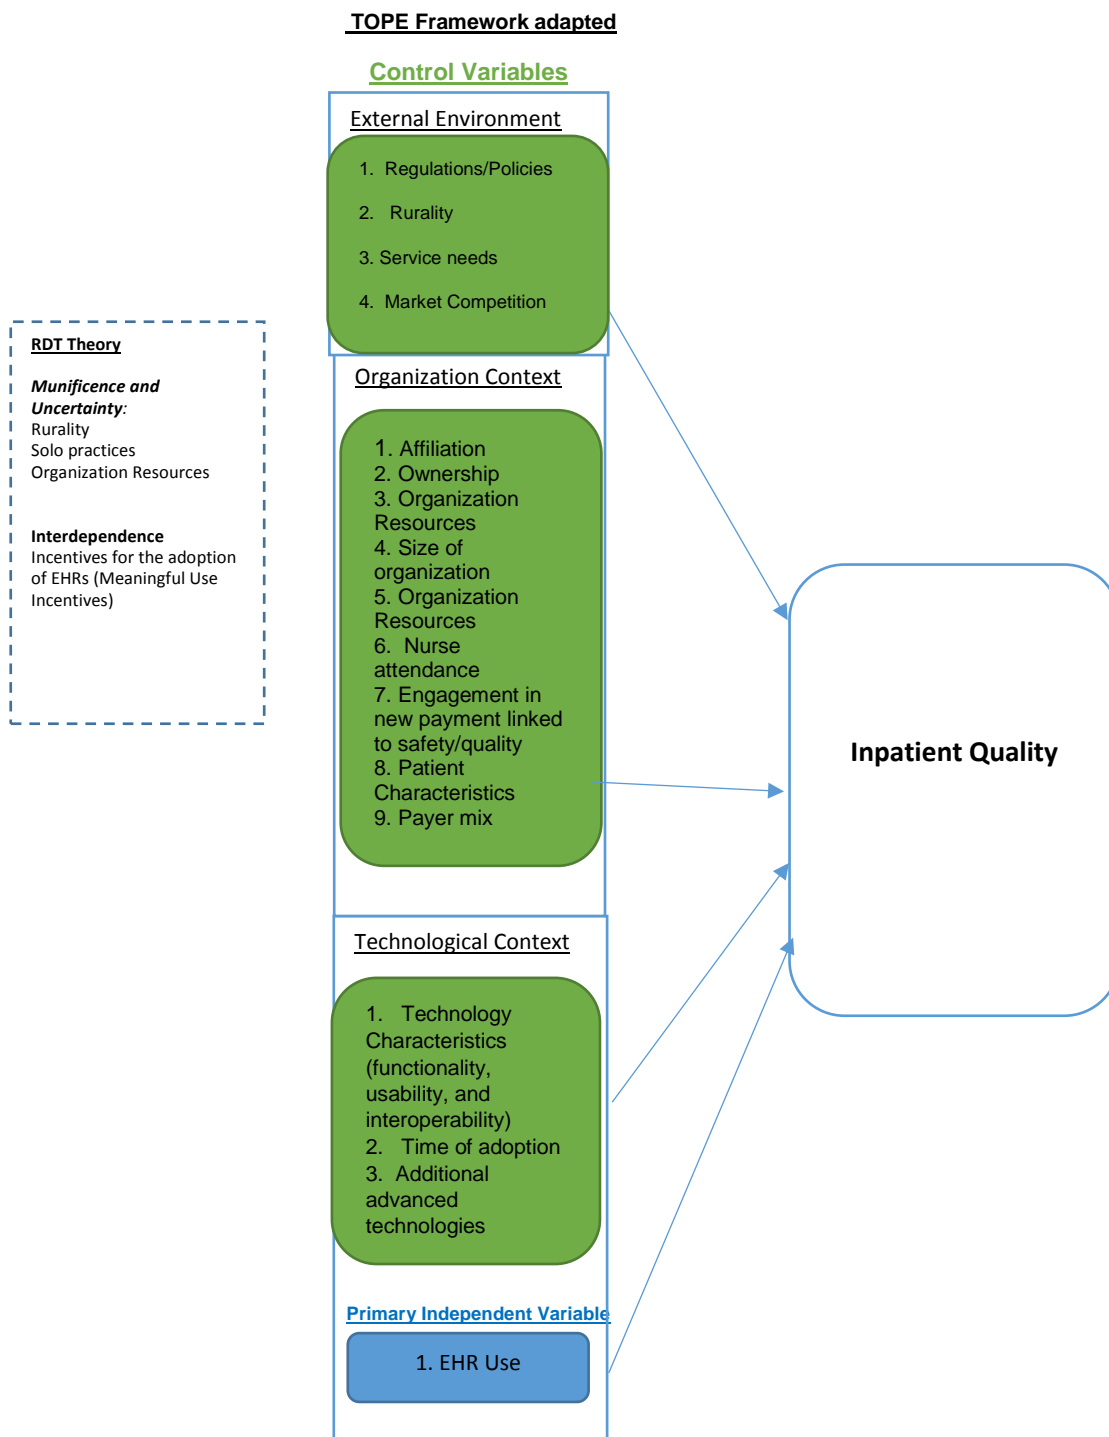 TOPE Framework adapted
Control Variables
External Environment
1. Regulations/Policies
2. Rurality
3. Service needs
4. Market Competition
RDT Theory
Munificence and
Uncertainty:
Rurality
Solo practices
Organization Resources
Interdependence
Incentives for the adoption
of EHRs (Meaningful Use
Incentives)
Organization Context
1. Affiliation
2. Ownership
3. Organization
Resources
4. Size of
organization
5. Organization
Resources
6. Nurse
attendance
7. Engagement in
new payment linked
to safety/quality
8. Patient
Characteristics
9. Payer mix
Inpatient Quality
Technological Context
1. Technology
Characteristics
(functionality,
usability, and
interoperability)
2. Time of adoption
3. Additional
advanced
technologies
Primary Independent Variable
1. EHR Use